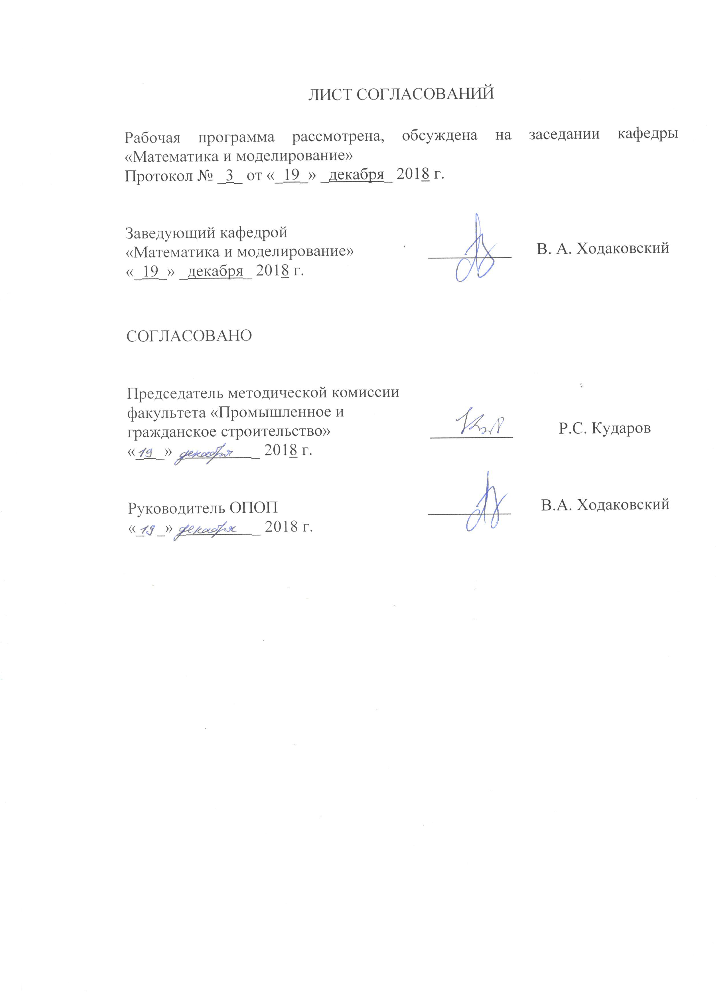 ЛИСТ СОГЛАСОВАНИЙ
Рабочая программа рассмотрена, обсуждена на заседании кафедры
«Математика и моделирование»
Протокол № _3_ от «_19_» _декабря_ 2018 г.
Заведующий кафедрой
«Математика и моделирование» В. А. Ходаковский
«_19_» _декабря_ 2018 г.
СОГЛАСОВАНО
Председатель методической комиссии
факультета «Промышленное и
гражданское строительство» Р.С. Кударов
«19» декабря 2018 г.
Руководитель ОПОП В.А. Ходаковский
«19» декабря 2018 г.